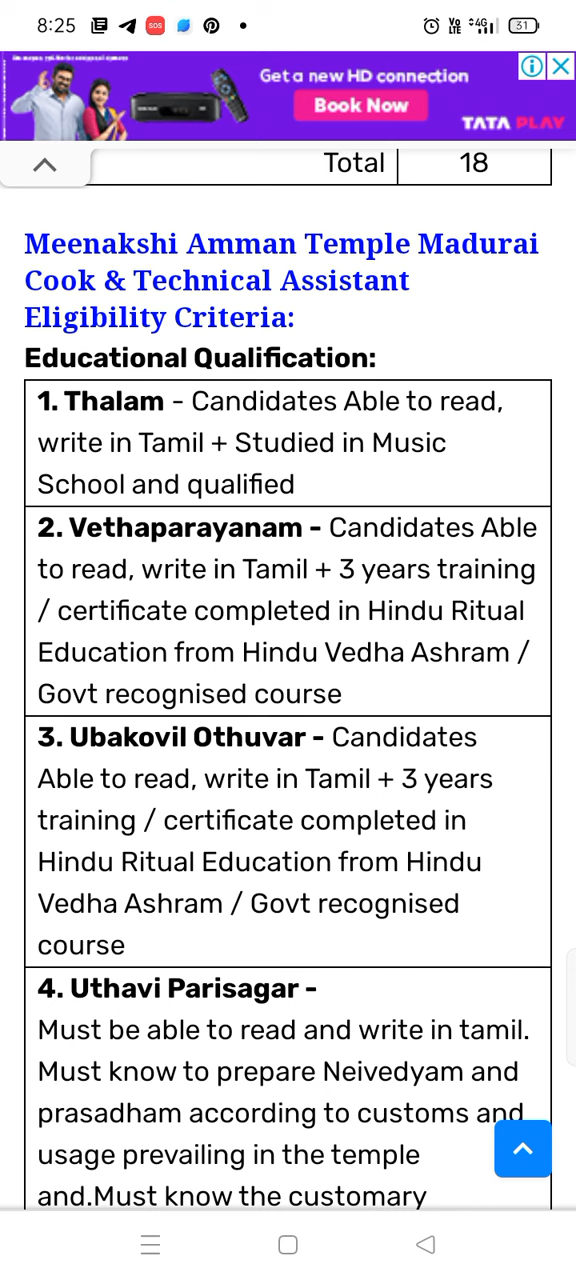 8:25
SOS
VO LTE
4G
31
Get a new HD connection
Book Now
TATA PLAY
Total 18
Meenakshi Amman Temple Madurai
Cook & Technical Assistant
Eligibility Criteria:
Educational Qualification:
1. Thalam - Candidates Able to read,
write in Tamil + Studied in Music
School and qualified
2. Vethaparayanam - Candidates Able
to read, write in Tamil + 3 years training
/ certificate completed in Hindu Ritual
Education from Hindu Vedha Ashram /
Govt recognised course
3. Ubakovil Othuvar - Candidates
Able to read, write in Tamil + 3 years
training / certificate completed in
Hindu Ritual Education from Hindu
Vedha Ashram / Govt recognised
course
4. Uthavi Parisagar -
Must be able to read and write in tamil.
Must know to prepare Neivedyam and
prasadham according to customs and
usage prevailing in the temple
and.Must know the customary